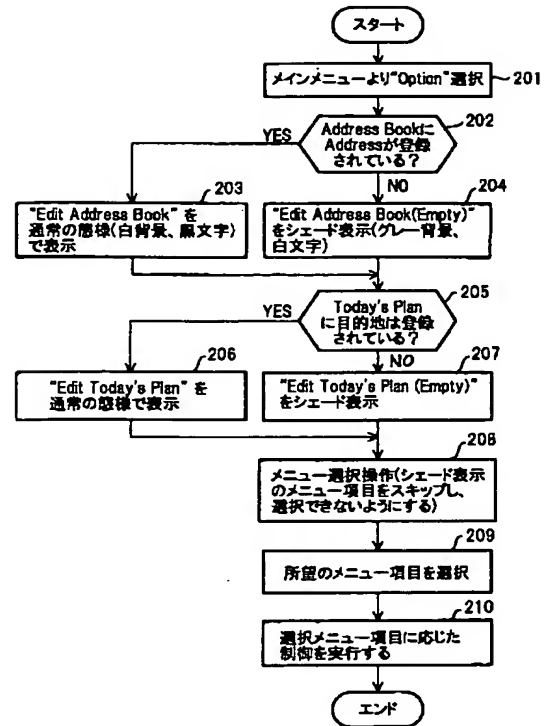 スタート
メインメニューより"Option"選択
201
202
Address Bookに
Addressが登録
されている?
YES
NO
203
"Edit Address Book" を
通常の態様(白背景、黒文字)
で表示
204
"Edit Address Book(Empty)"
をシェード表示(グレー背景、
白文字)
205
Today's Plan
に目的地は登録
されている?
YES
NO
206
"Edit Today's Plan" を
通常の態様で表示
207
"Edit Today's Plan (Empty)"
をシェード表示
208
メニュー選択操作(シェード表示
のメニュー項目をスキップし、
選択できないようにする)
209
所望のメニュー項目を選択
210
選択メニュー項目に応じた
制御を実行する
エンド